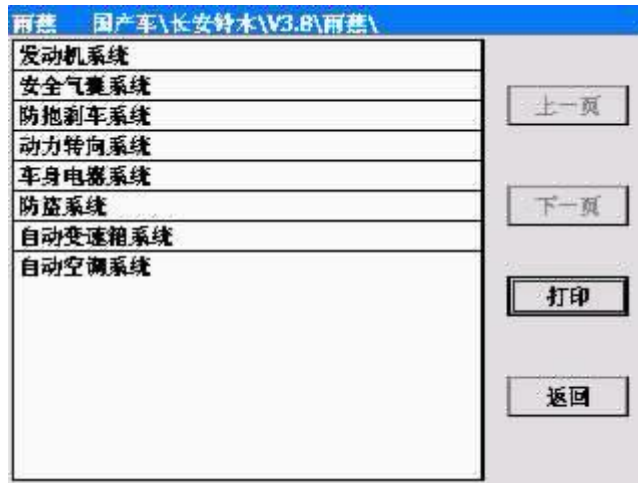 雨燕 国产车\长安铃木\V3.8\雨燕\
发动机系统
安全气囊系统
防抱刹车系统
动力转向系统
车身电器系统
防盗系统
自动变速箱系统
自动空调系统
上一页
下一页
打印
返回